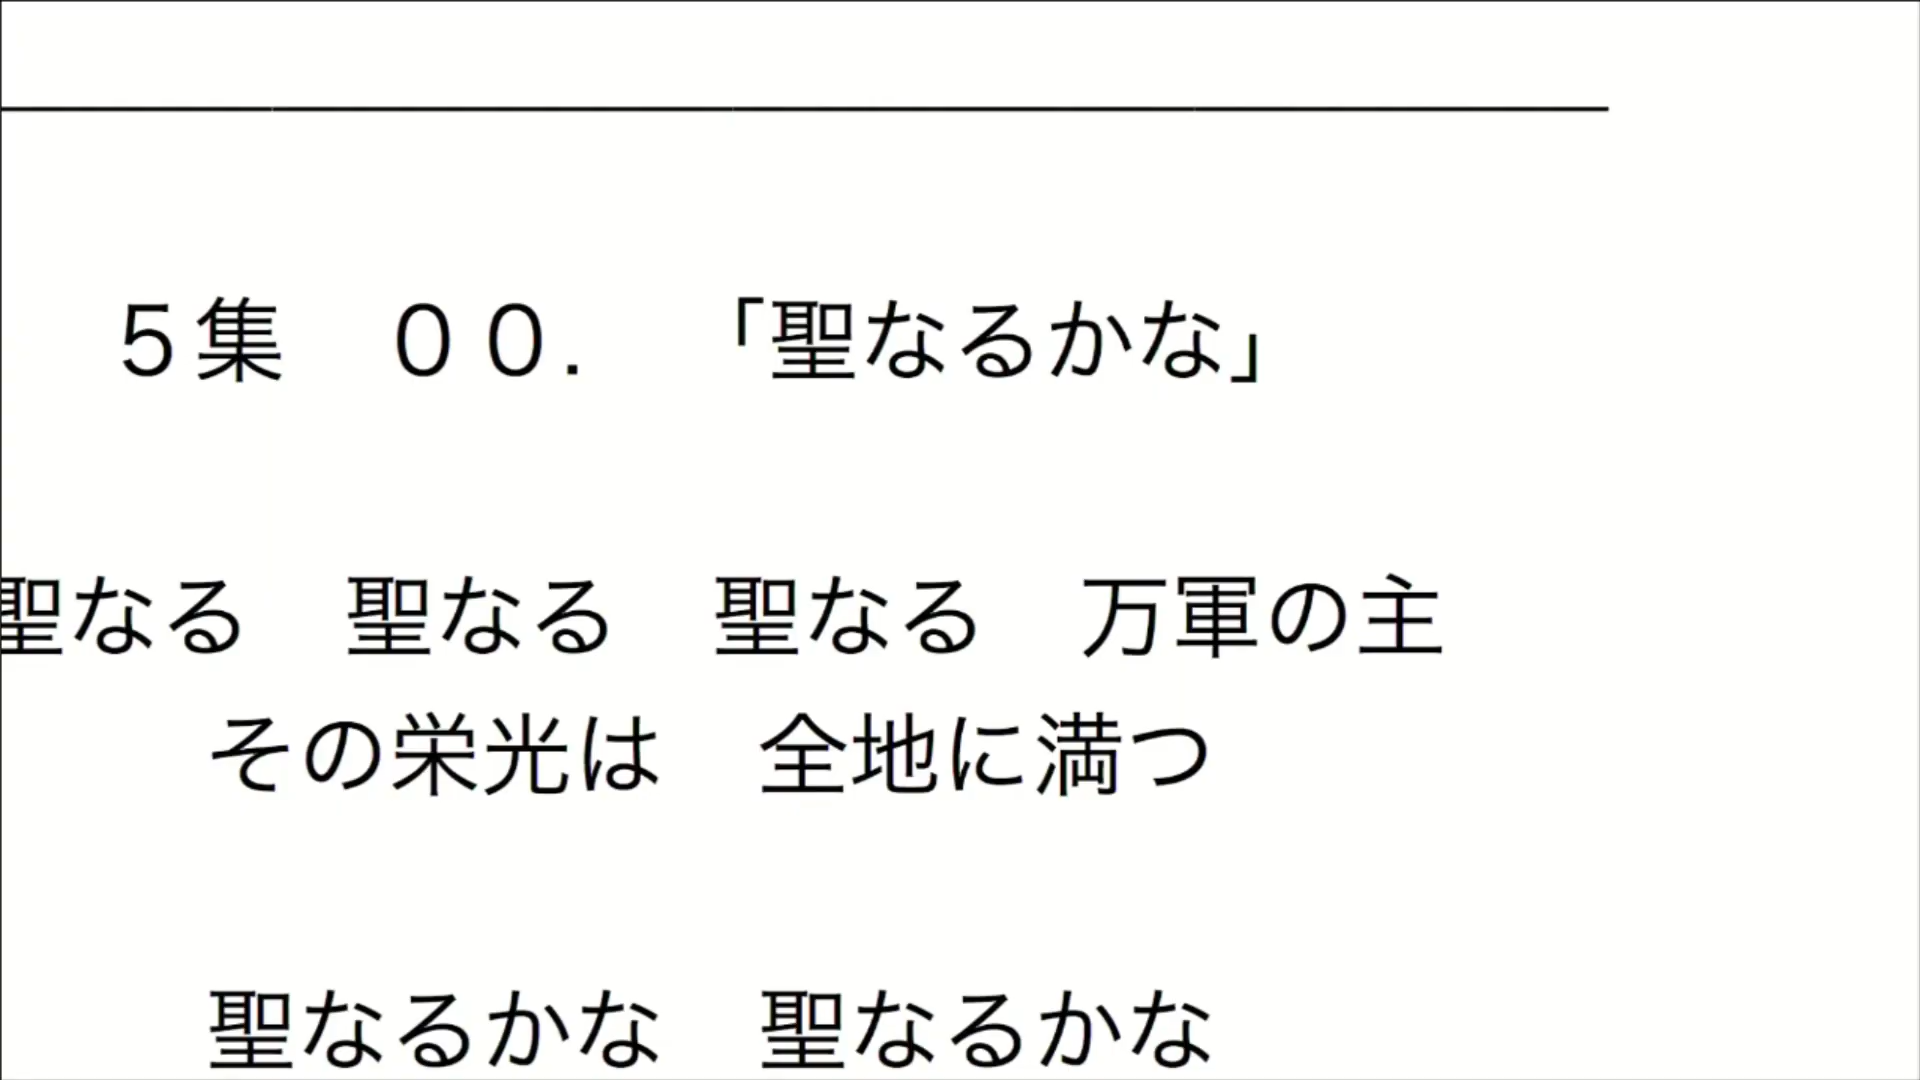 ５集　００．　「聖なるかな」
聖なる　聖なる　聖なる　万軍の主
その栄光は　全地に満つ
聖なるかな　聖なるかな